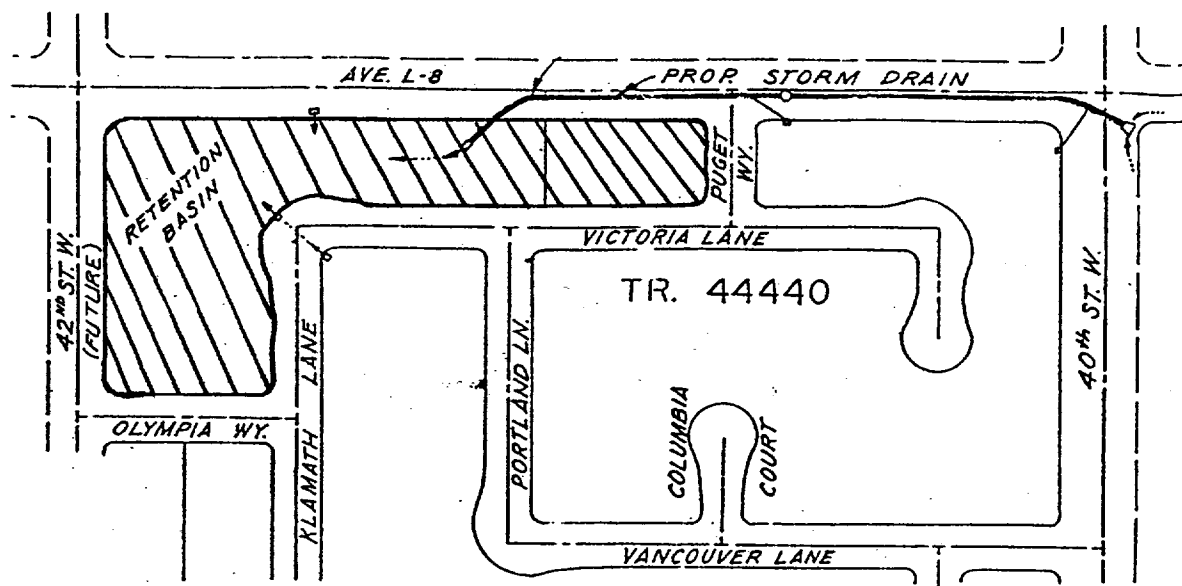 AVE. L-8
PROP. STORM DRAIN
RETENTION
BASIN
PUGET
WY.
VICTORIA LANE
TR. 44440
42ND ST. W.
(FUTURE)
40th ST. W.
KLAMATH LANE
PORTLAND LN.
COLUMBIA
COURT
OLYMPIA WY.
VANCOUVER LANE